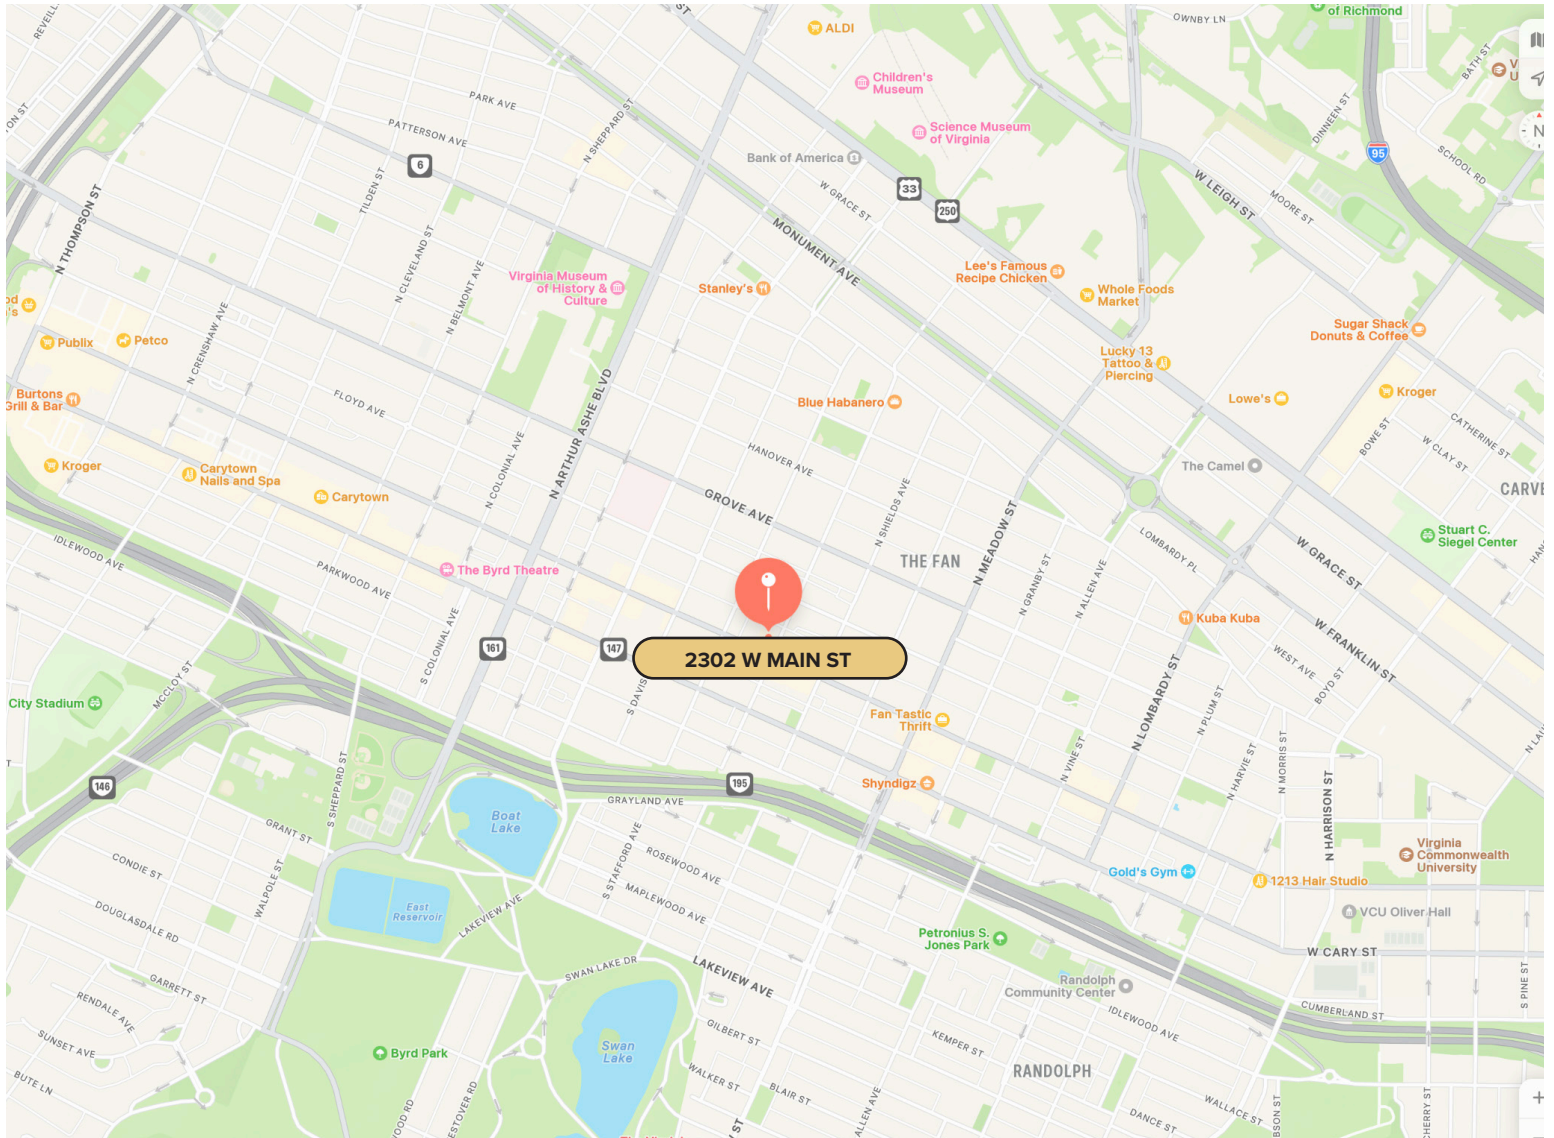 of Richmond
OWNBY LN
ALDI
BATH ST
Children's
Museum
PARK AVE
Science Museum
of Virginia
DINNEEN ST
PATTERSON AVE
N SHEPPARD ST
Bank of America
6
33
250
95
SCHOOL RD
W GRACE ST
W LEIGH ST
MOORE ST
TILDEN ST
N THOMPSON ST
MONUMENT AVE
N CLEVELAND ST
N BELMONT AVE
Virginia Museum
of History &
Culture
Stanley's
Lee's Famous
Recipe Chicken
Whole Foods
Market
Sugar Shack
Donuts & Coffee
Publix
Petco
N CRENSHAW AVE
Lucky 13
Tattoo &
Piercing
Burtons
Grill & Bar
FLOYD AVE
N ARTHUR ASHE BLVD
Blue Habanero
Lowe's
Kroger
CATHERINE ST
BOWE ST
W CLAY ST
Kroger
Carytown
Nails and Spa
Carytown
N COLONIAL AVE
HANOVER AVE
The Camel
CARVE
GROVE AVE
N SHIELDS AVE
N MEADOW ST
Stuart C.
Siegel Center
LOMBARDY PL
W GRACE ST
IDLEWOOD AVE
PARKWOOD AVE
The Byrd Theatre
THE FAN
N GRANBY ST
N ALLEN AVE
Kuba Kuba
W FRANKLIN ST
161
147
2302 W MAIN ST
S COLONIAL AVE
S DAVIS
WEST AVE
BOYD ST
N LOMBARDY ST
N PLUM ST
MCCLOY ST
City Stadium
Fan Tastic
Thrift
N VINE ST
N HARVIE ST
N MORRIS ST
N HARRISON ST
146
195
Shyndigz
S SHEPPARD ST
GRAYLAND AVE
Boat
Lake
GRANT ST
S STAFFORD AVE
ROSEWOOD AVE
Virginia
Commonwealth
University
CONDIE ST
WALPOLE ST
MAPLEWOOD AVE
Gold's Gym
1213 Hair Studio
East
Reservoir
LAKEVIEW AVE
VCU Oliver Hall
DOUGLASDALE RD
Petronius S.
Jones Park
W CARY ST
SWAN LAKE DR
LAKEVIEW AVE
Randolph
Community Center
GARRETT ST
S PINE ST
RENDALE AVE
CUMBERLAND ST
IDLEWOOD AVE
GILBERT ST
KEMPER ST
SUNSET AVE
Byrd Park
Swan
Lake
RANDOLPH
BUTE LN
WALKER ST
BLAIR ST
ALLEN AVE
DANCE ST
WALLACE ST